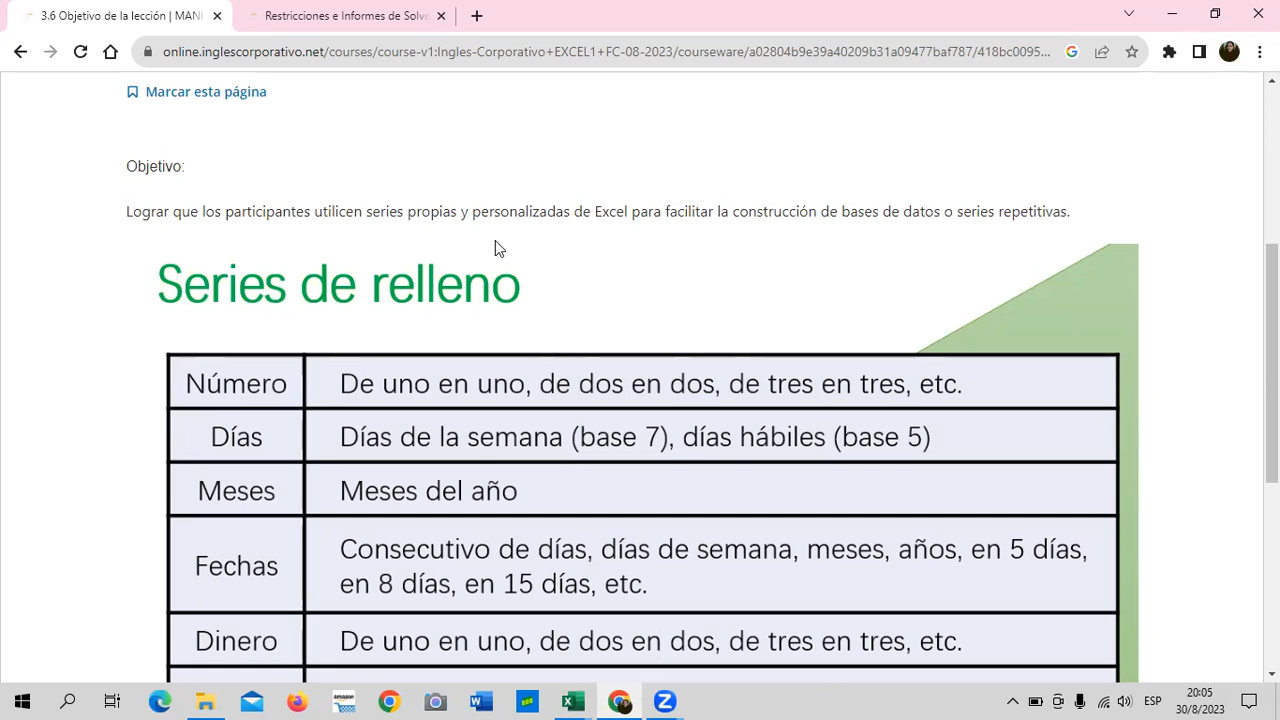 3.6 Objetivo de la lección | MANI
Restricciones e Informes de Solve
online.inglescorporativo.net/courses/course-v1:Ingles-Corporativo+EXCEL1+FC-08-2023/courseware/a02804b9e39a40209b31a09477baf787/418bc0095...
Marcar esta página
Objetivo:
Lograr que los participantes utilicen series propias y personalizadas de Excel para facilitar la construcción de bases de datos o series repetitivas.
Series de relleno
Número De uno en uno, de dos en dos, de tres en tres, etc.
Días Días de la semana (base 7), días hábiles (base 5)
Meses Meses del año
Fechas Consecutivo de días, días de semana, meses, años, en 5 días,
en 8 días, en 15 días, etc.
Dinero De uno en uno, de dos en dos, de tres en tres, etc.
amazon
ESP
20:05
30/8/2023